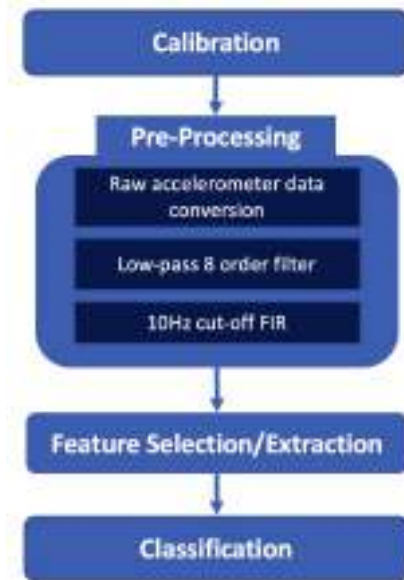 Calibration
Pre-Processing
Raw accelerometer data
conversion
Low-pass 8 order filter
10Hz cut-off FIR
Feature Selection/Extraction
Classification